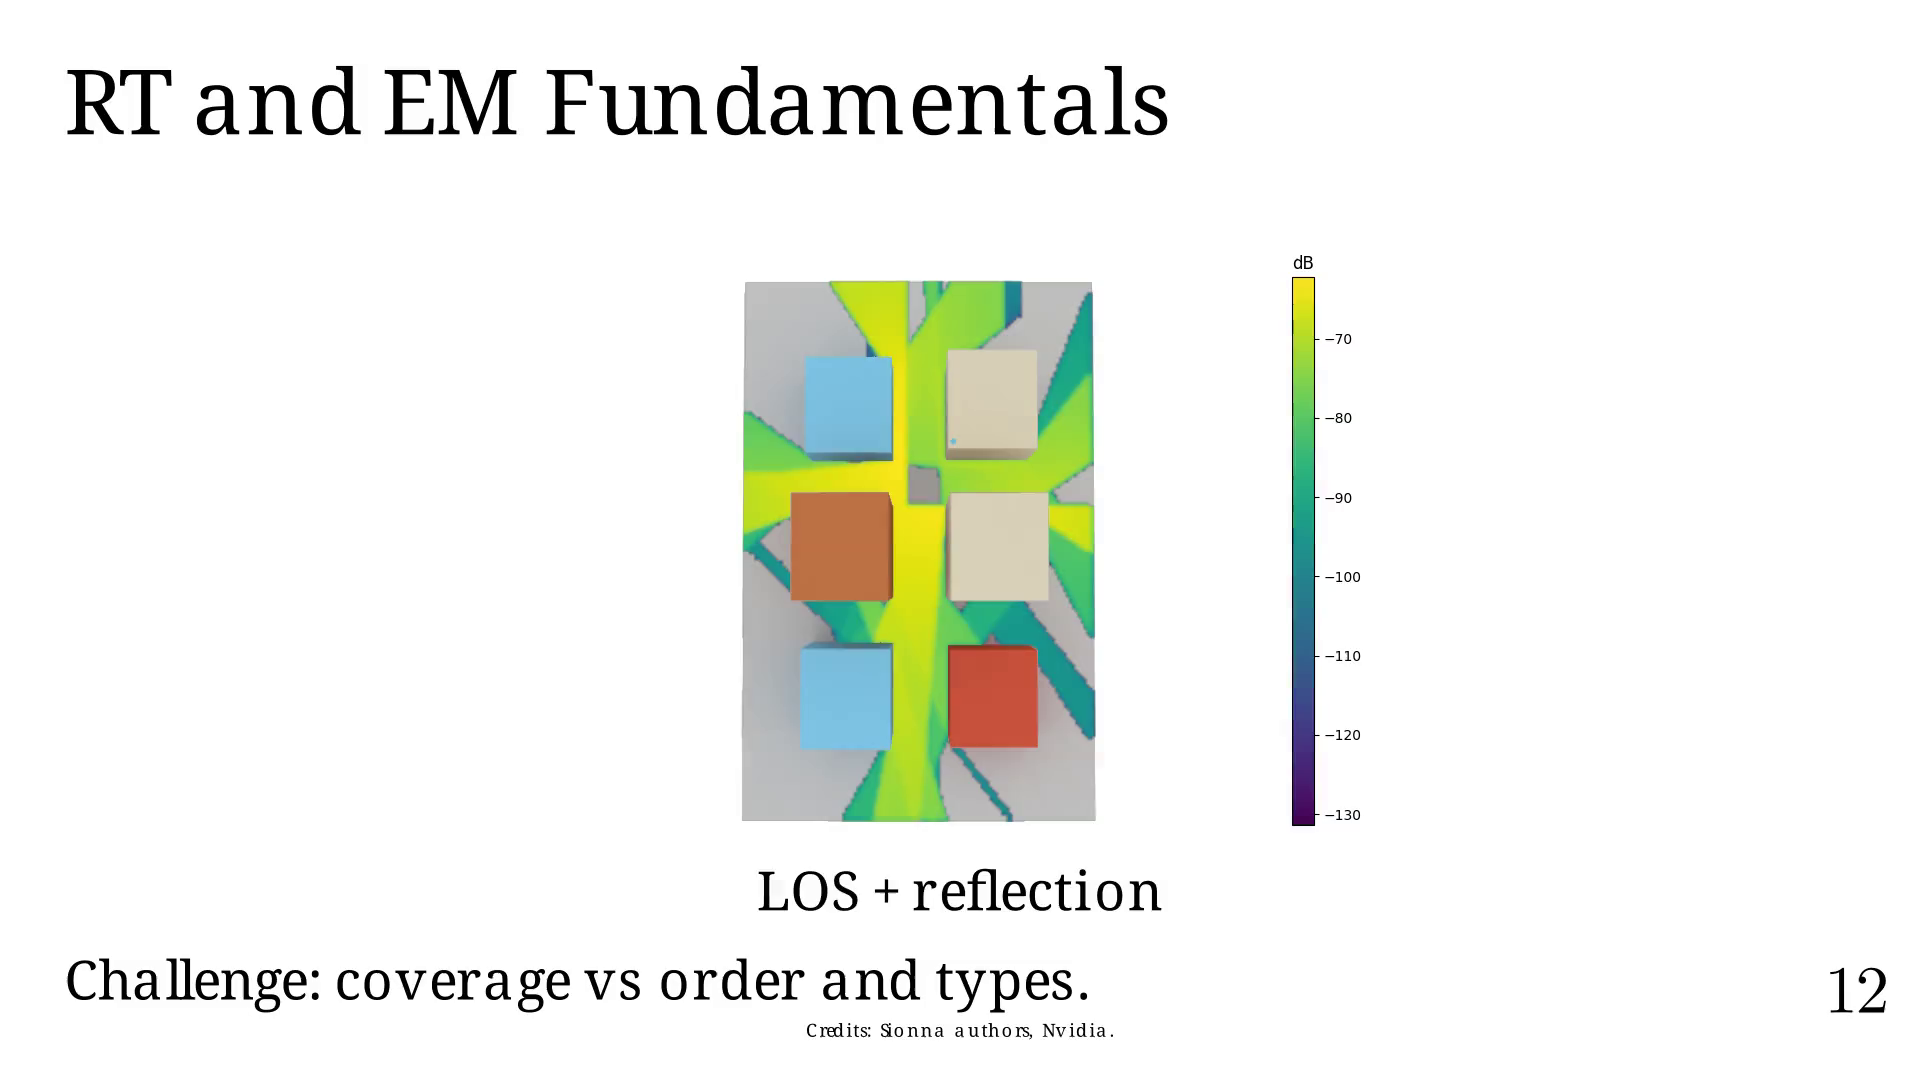 RT and EM Fundamentals
dB
−70
−80
−90
−100
−110
−120
−130
LOS + reflection
Challenge: coverage vs order and types.
12
Credits: Sionna authors, Nvidia.